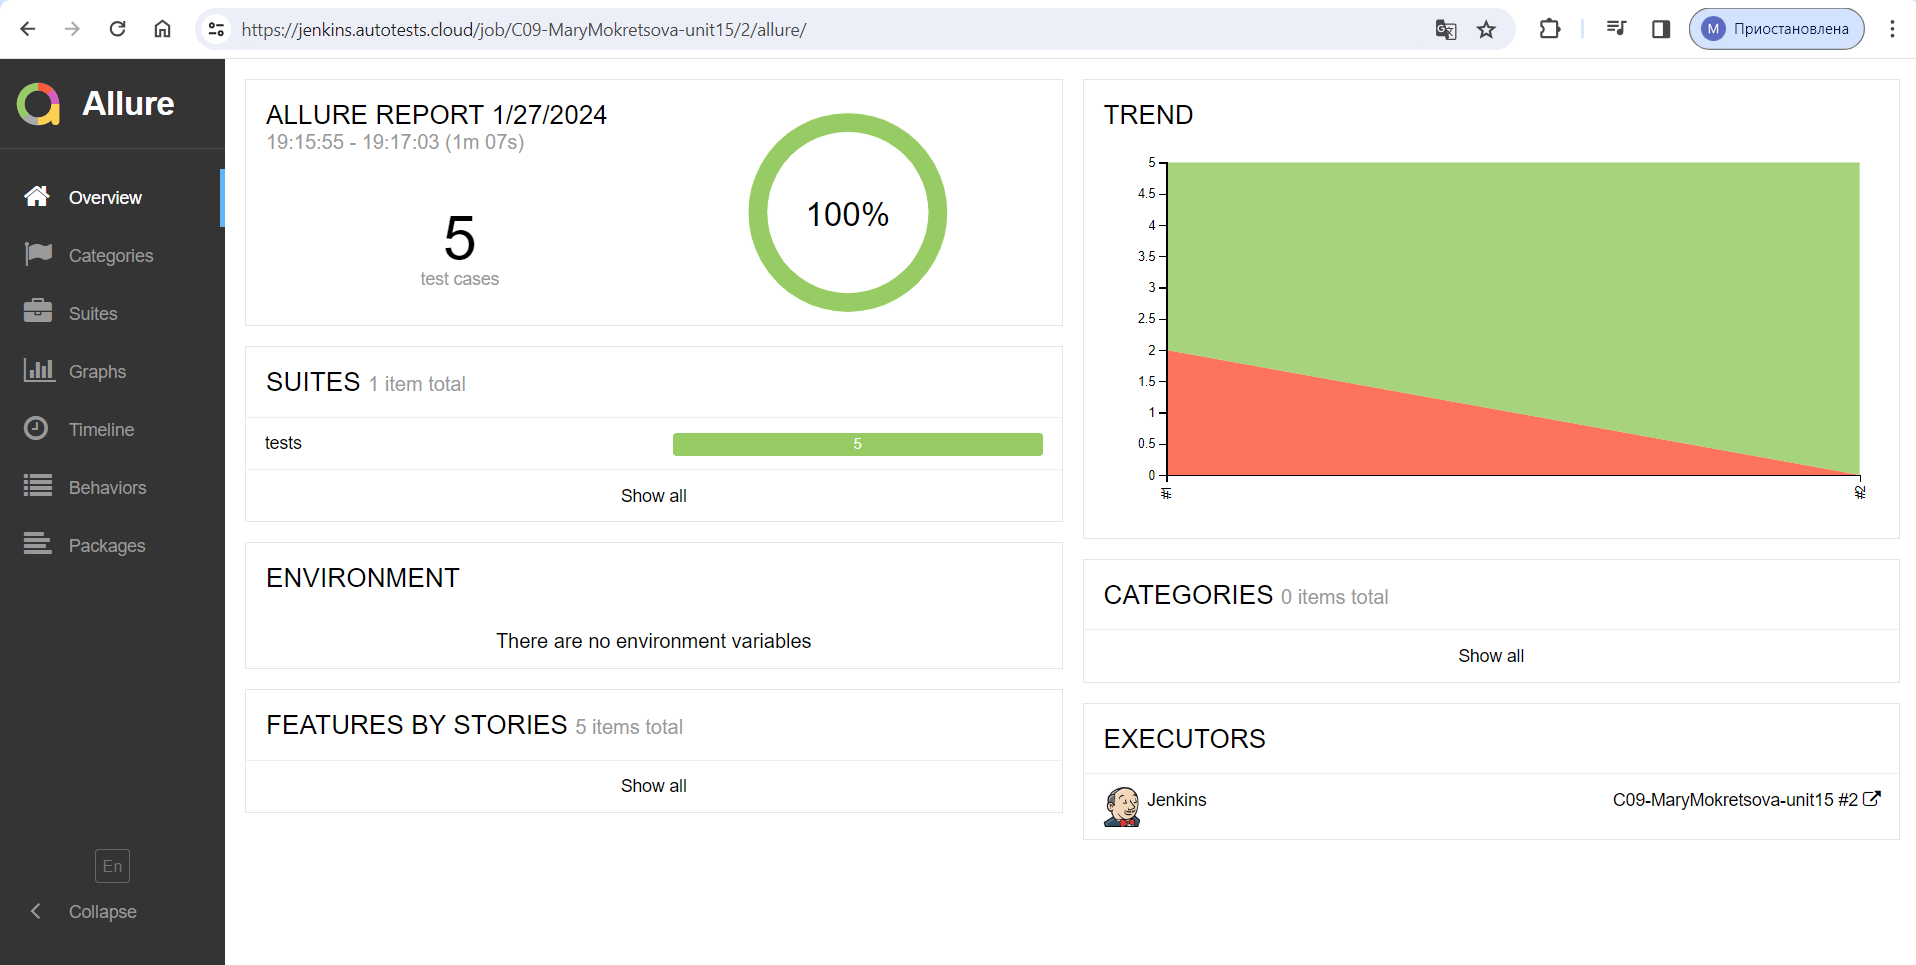 https://jenkins.autotests.cloud/job/C09-MaryMokretsova-unit15/2/allure/
M Приостановлена
Allure
Overview
Categories
Suites
Graphs
Timeline
Behaviors
Packages
En
Collapse
ALLURE REPORT 1/27/2024
19:15:55 - 19:17:03 (1m 07s)
5
test cases
100%
SUITES 1 item total
tests 5
Show all
ENVIRONMENT
There are no environment variables
FEATURES BY STORIES 5 items total
Show all
TREND
5
4.5
4
3.5
3
2.5
2
1.5
1
0.5
0
#1
#2
CATEGORIES 0 items total
Show all
EXECUTORS
Jenkins C09-MaryMokretsova-unit15 #2